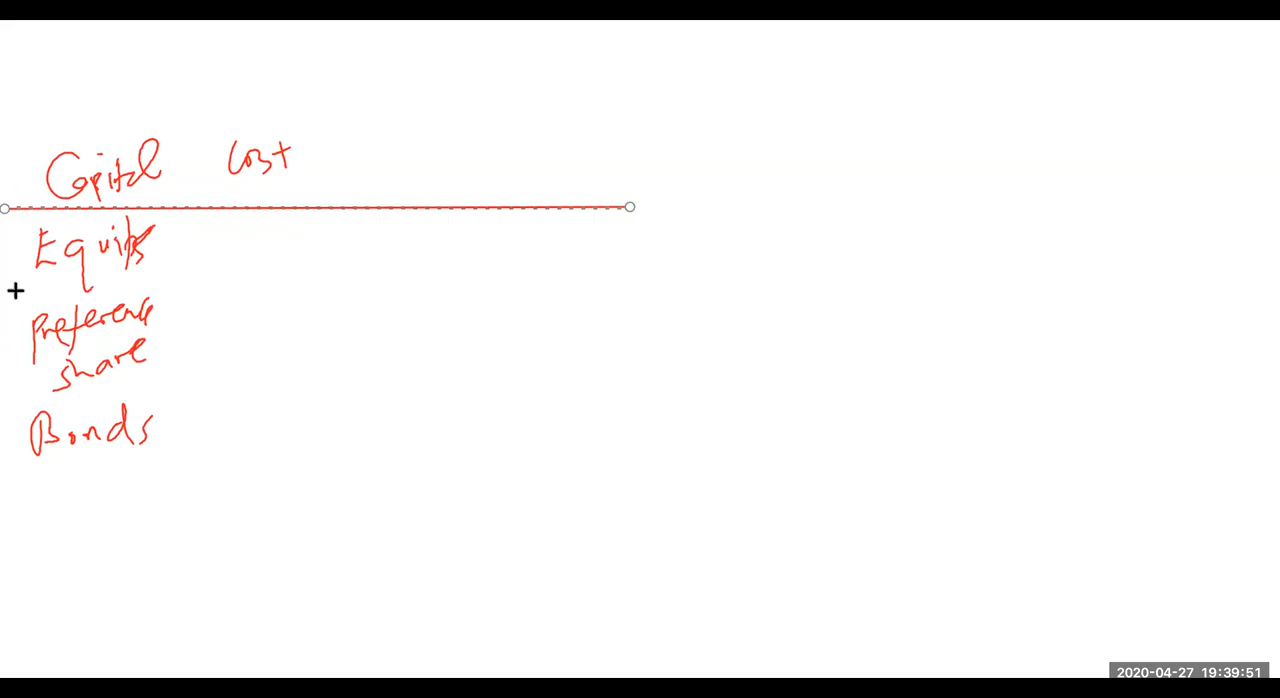 Capital cost
Equity
Preference
share
Bonds
2020-04-27 19:39:51